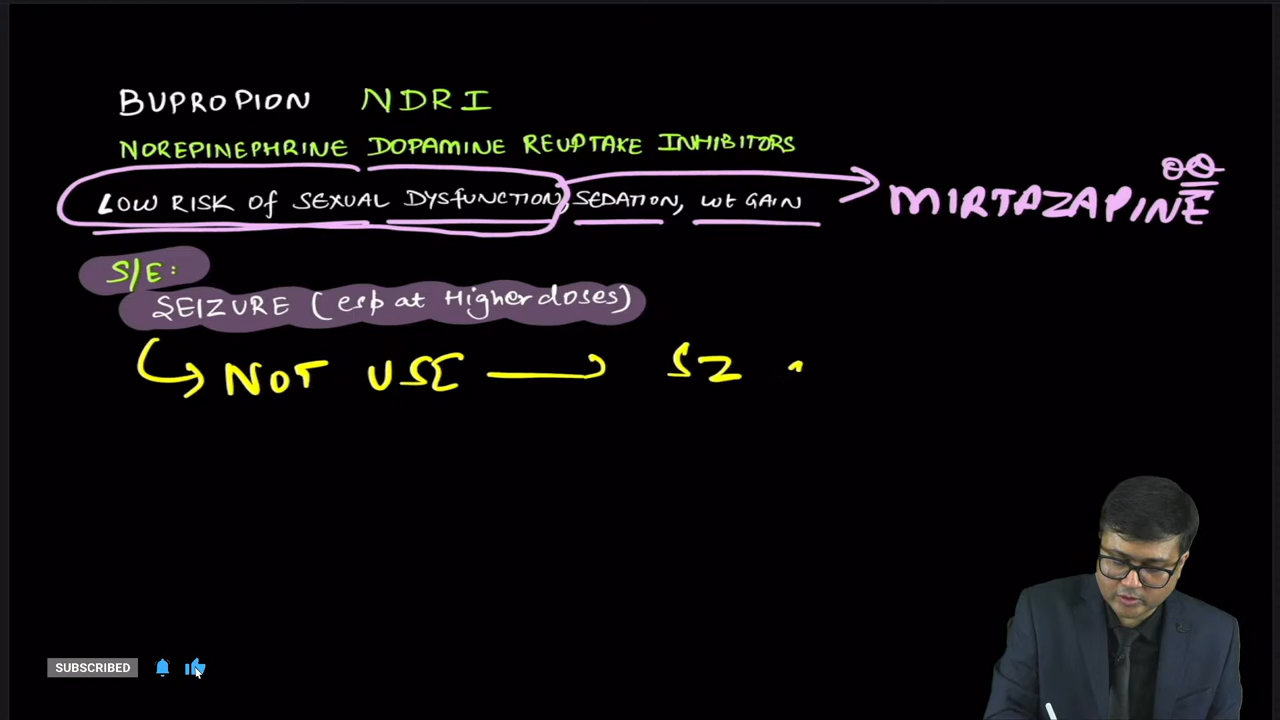 BUPROPION NDRI
NOREPINEPHRINE DOPAMINE REUPTAKE INHIBITORS
LOW RISK Of SEXUAL DYSfUNCTION, SEDATION, wt GAIN → MIRTAZAPINE
S/E:
SEIZURE (esp at Higher doses)
↳ NOT USE → SZ
SUBSCRIBED